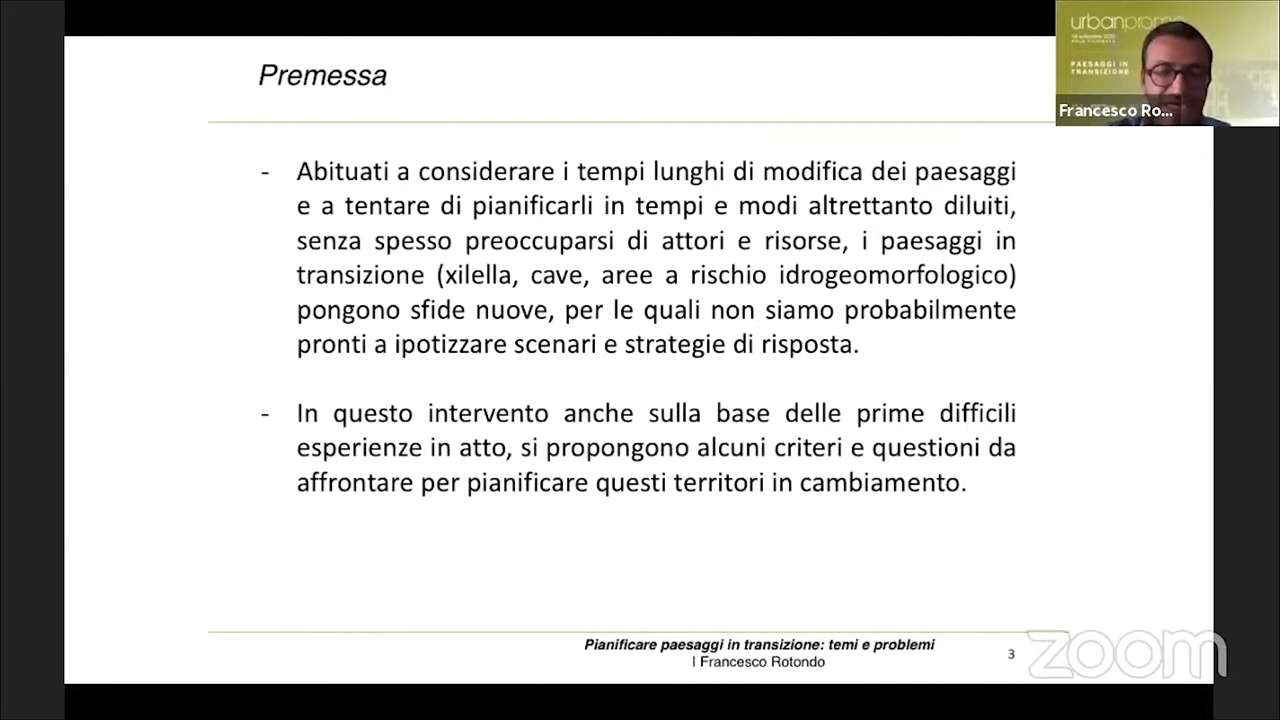 Premessa
- Abituati a considerare i tempi lunghi di modifica dei paesaggi
e a tentare di pianificarli in tempi e modi altrettanto diluiti,
senza spesso preoccuparsi di attori e risorse, i paesaggi in
transizione (xilella, cave, aree a rischio idrogeomorfologico)
pongono sfide nuove, per le quali non siamo probabilmente
pronti a ipotizzare scenari e strategie di risposta.
- In questo intervento anche sulla base delle prime difficili
esperienze in atto, si propongono alcuni criteri e questioni da
affrontare per pianificare questi territori in cambiamento.
Pianificare paesaggi in transizione: temi e problemi
| Francesco Rotondo
3
zoom
urbanpromo
PAESAGGI IN
TRANSIZIONE
Francesco Ro...